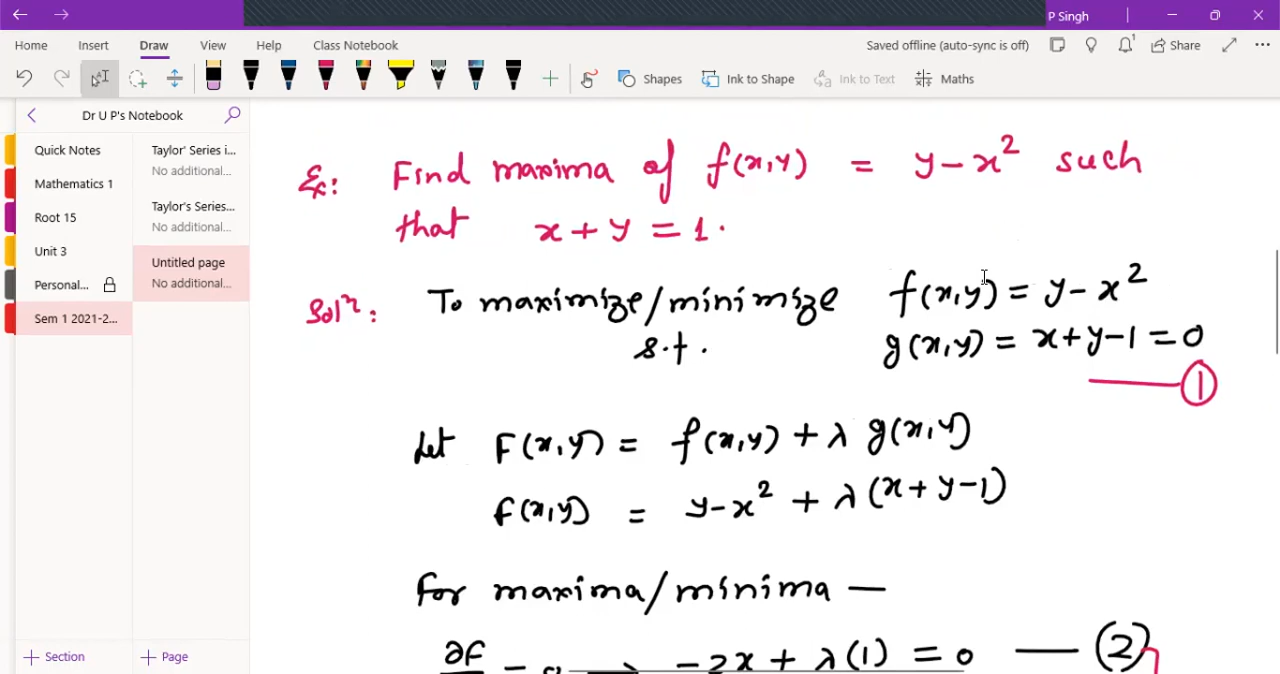 P Singh
Home Insert Draw View Help Class Notebook Saved offline (auto-sync is off) Share
Shapes Ink to Shape Ink to Text Maths
Dr U P's Notebook
Quick Notes
Mathematics 1
Root 15
Unit 3
Personal...
Sem 1 2021-2...
Taylor' Series i...
No additional...
Taylor's Series...
No additional...
Untitled page
No additional...
Ex: Find maxima of f(x,y) = y-x² such
that x+y=1.
Solⁿ: To maximize/minimize f(x,y) = y-x²
s.t. g(x,y) = x+y-1=0
①
Let F(x,y) = f(x,y) + λ g(x,y)
F(x,y) = y-x² + λ(x+y-1)
For maxima/minima —
∂F = 0 ⟹ -2x + λ(1) = 0 — (2)
+ Section + Page